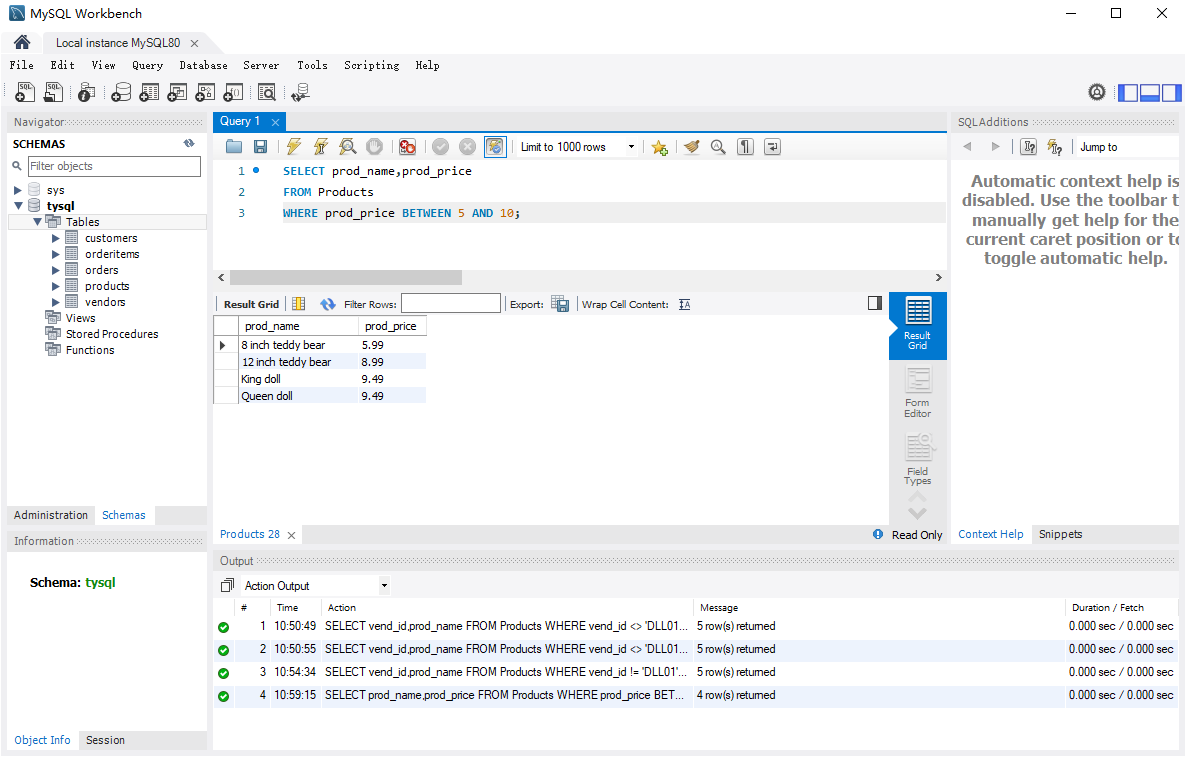 MySQL Workbench
Local instance MySQL80
File Edit View Query Database Server Tools Scripting Help
Navigator
SCHEMAS
Filter objects
sys
tysql
Tables
customers
orderitems
orders
products
vendors
Views
Stored Procedures
Functions
Administration Schemas
Information
Schema: tysql
Object Info Session
Query 1
Limit to 1000 rows
1 SELECT prod_name,prod_price
2 FROM Products
3 WHERE prod_price BETWEEN 5 AND 10;
Result Grid Filter Rows: Export: Wrap Cell Content:
prod_name prod_price
8 inch teddy bear 5.99
12 inch teddy bear 8.99
King doll 9.49
Queen doll 9.49
Result
Grid
Form
Editor
Field
Types
Products 28
Read Only
SQLAdditions
Jump to
Automatic context help is
disabled. Use the toolbar t
manually get help for the
current caret position or to
toggle automatic help.
Context Help Snippets
Output
Action Output
# Time Action Message Duration / Fetch
1 10:50:49 SELECT vend_id,prod_name FROM Products WHERE vend_id <> 'DLL01... 5 row(s) returned 0.000 sec / 0.000 sec
2 10:50:55 SELECT vend_id,prod_name FROM Products WHERE vend_id <> 'DLL01... 5 row(s) returned 0.000 sec / 0.000 sec
3 10:54:34 SELECT vend_id,prod_name FROM Products WHERE vend_id != 'DLL01'... 5 row(s) returned 0.000 sec / 0.000 sec
4 10:59:15 SELECT prod_name,prod_price FROM Products WHERE prod_price BET... 4 row(s) returned 0.000 sec / 0.000 sec